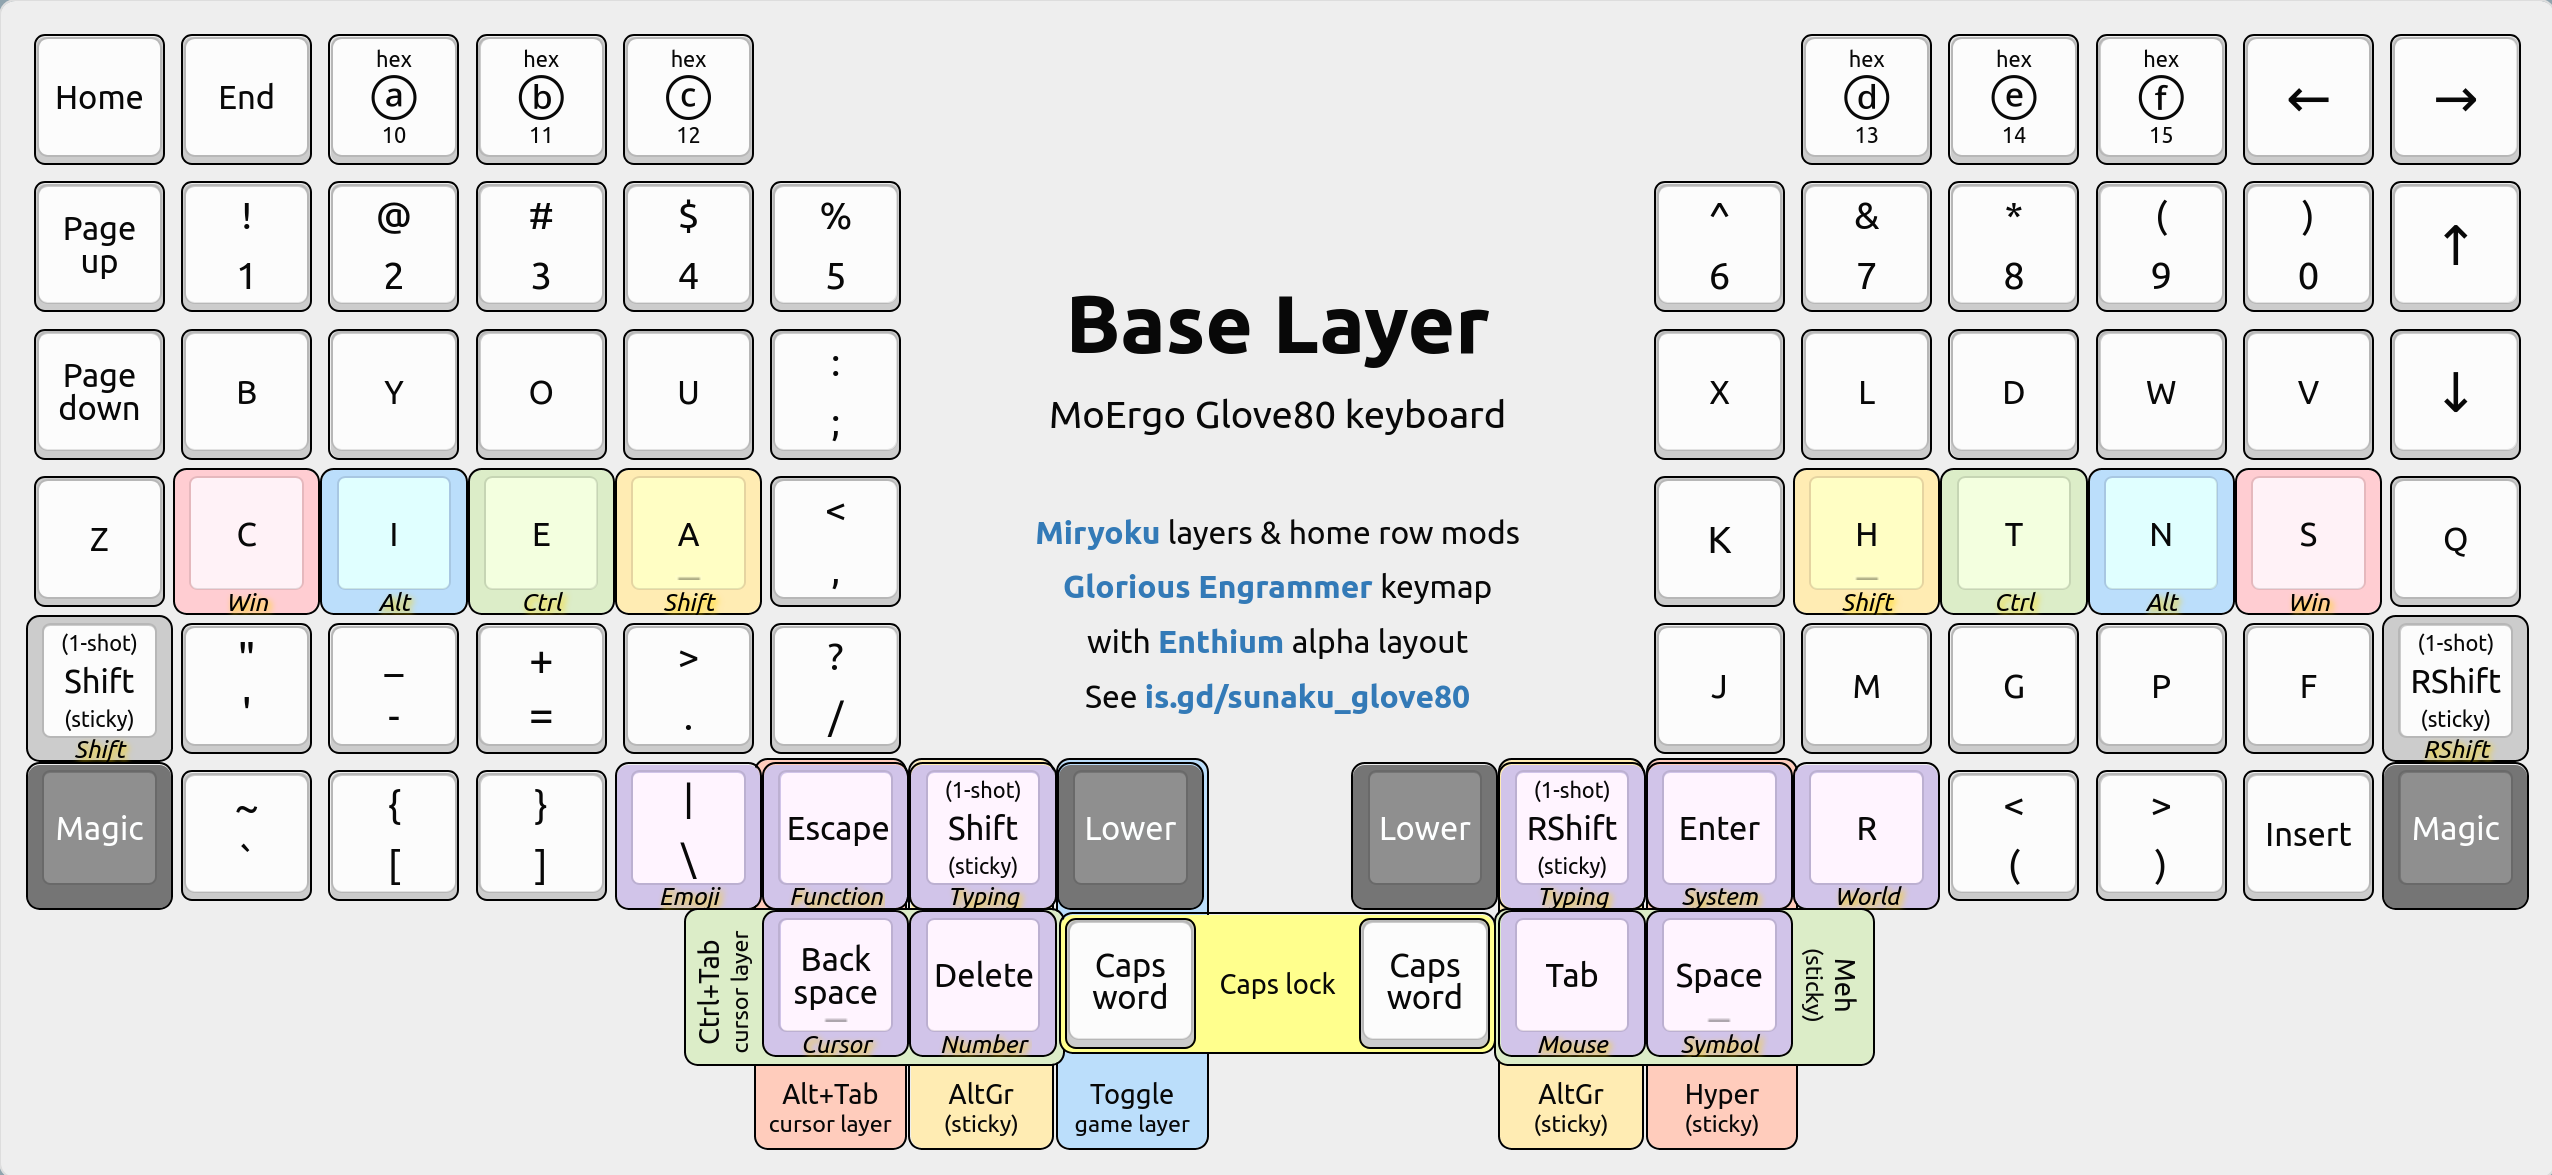 Home End hex hex hex hex hex hex ← →
ⓐ ⓑ ⓒ ⓓ ⓔ ⓕ
10 11 12 13 14 15
Page up ! @ # $ % ^ & * ( ) ↑
1 2 3 4 5 6 7 8 9 0
Base Layer
Page down B Y O U : ; X L D W V ↓
MoErgo Glove80 keyboard
Z C I E A _ < , K H _ T N S Q
Win Alt Ctrl Shift Shift Ctrl Alt Win
Miryoku layers & home row mods
Glorious Engrammer keymap
with Enthium alpha layout
See is.gd/sunaku_glove80
(1-shot) " _ + > ? J M G P F (1-shot)
Shift RShift
(sticky) ' - = . / (sticky)
Shift RShift
Magic ~ { } | Escape (1-shot) Lower Lower (1-shot) Enter R < > Insert Magic
Shift RShift
` [ ] \ (sticky) (sticky) ( )
Emoji Function Typing Typing System World
Ctrl+Tab
cursor layer
Back space _ Delete Caps word Caps lock Caps word Tab Space _
Cursor Number Mouse Symbol
Meh
(sticky)
Alt+Tab AltGr Toggle AltGr Hyper
cursor layer (sticky) game layer (sticky) (sticky)